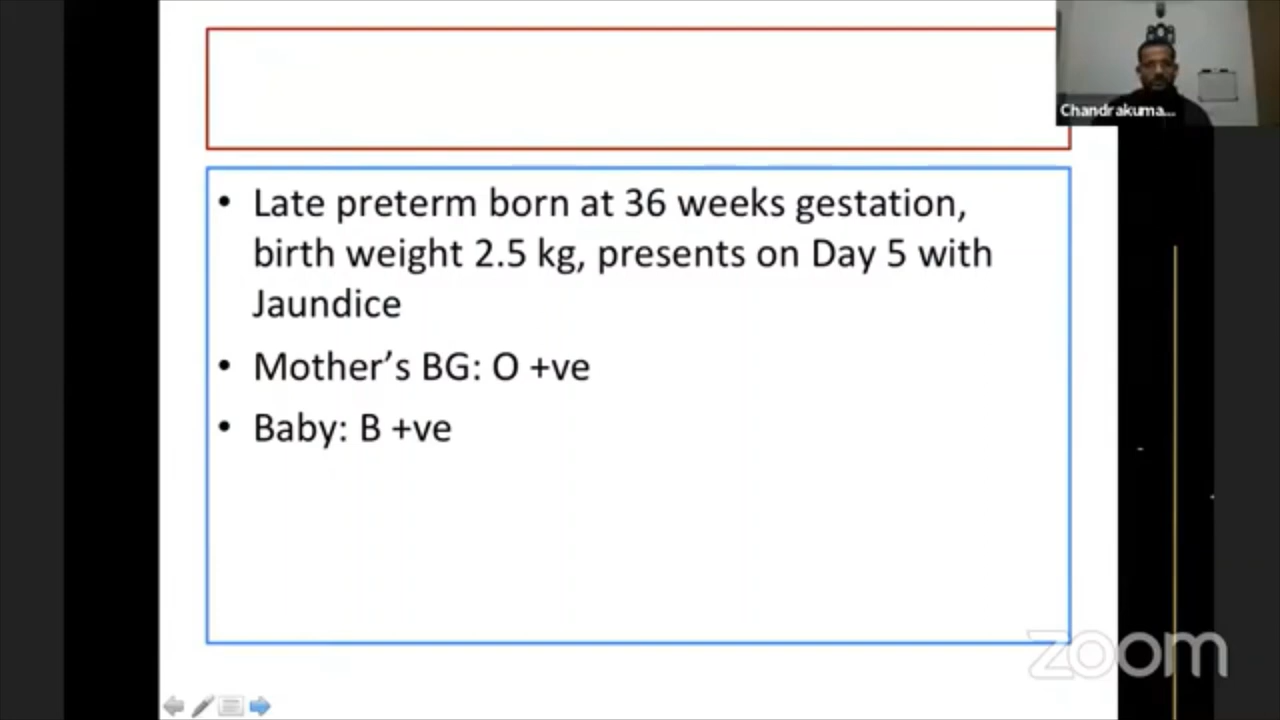 Chandrakuma...
• Late preterm born at 36 weeks gestation,
birth weight 2.5 kg, presents on Day 5 with
Jaundice
• Mother’s BG: O +ve
• Baby: B +ve
zoom